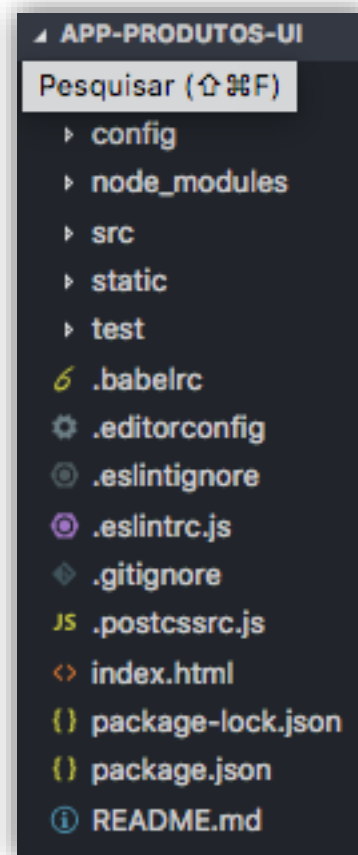 APP-PRODUTOS-UI
Pesquisar (⇧⌘F)
config
node_modules
src
static
test
.babelrc
.editorconfig
.eslintignore
.eslintrc.js
.gitignore
JS .postcssrc.js
index.html
{} package-lock.json
{} package.json
README.md